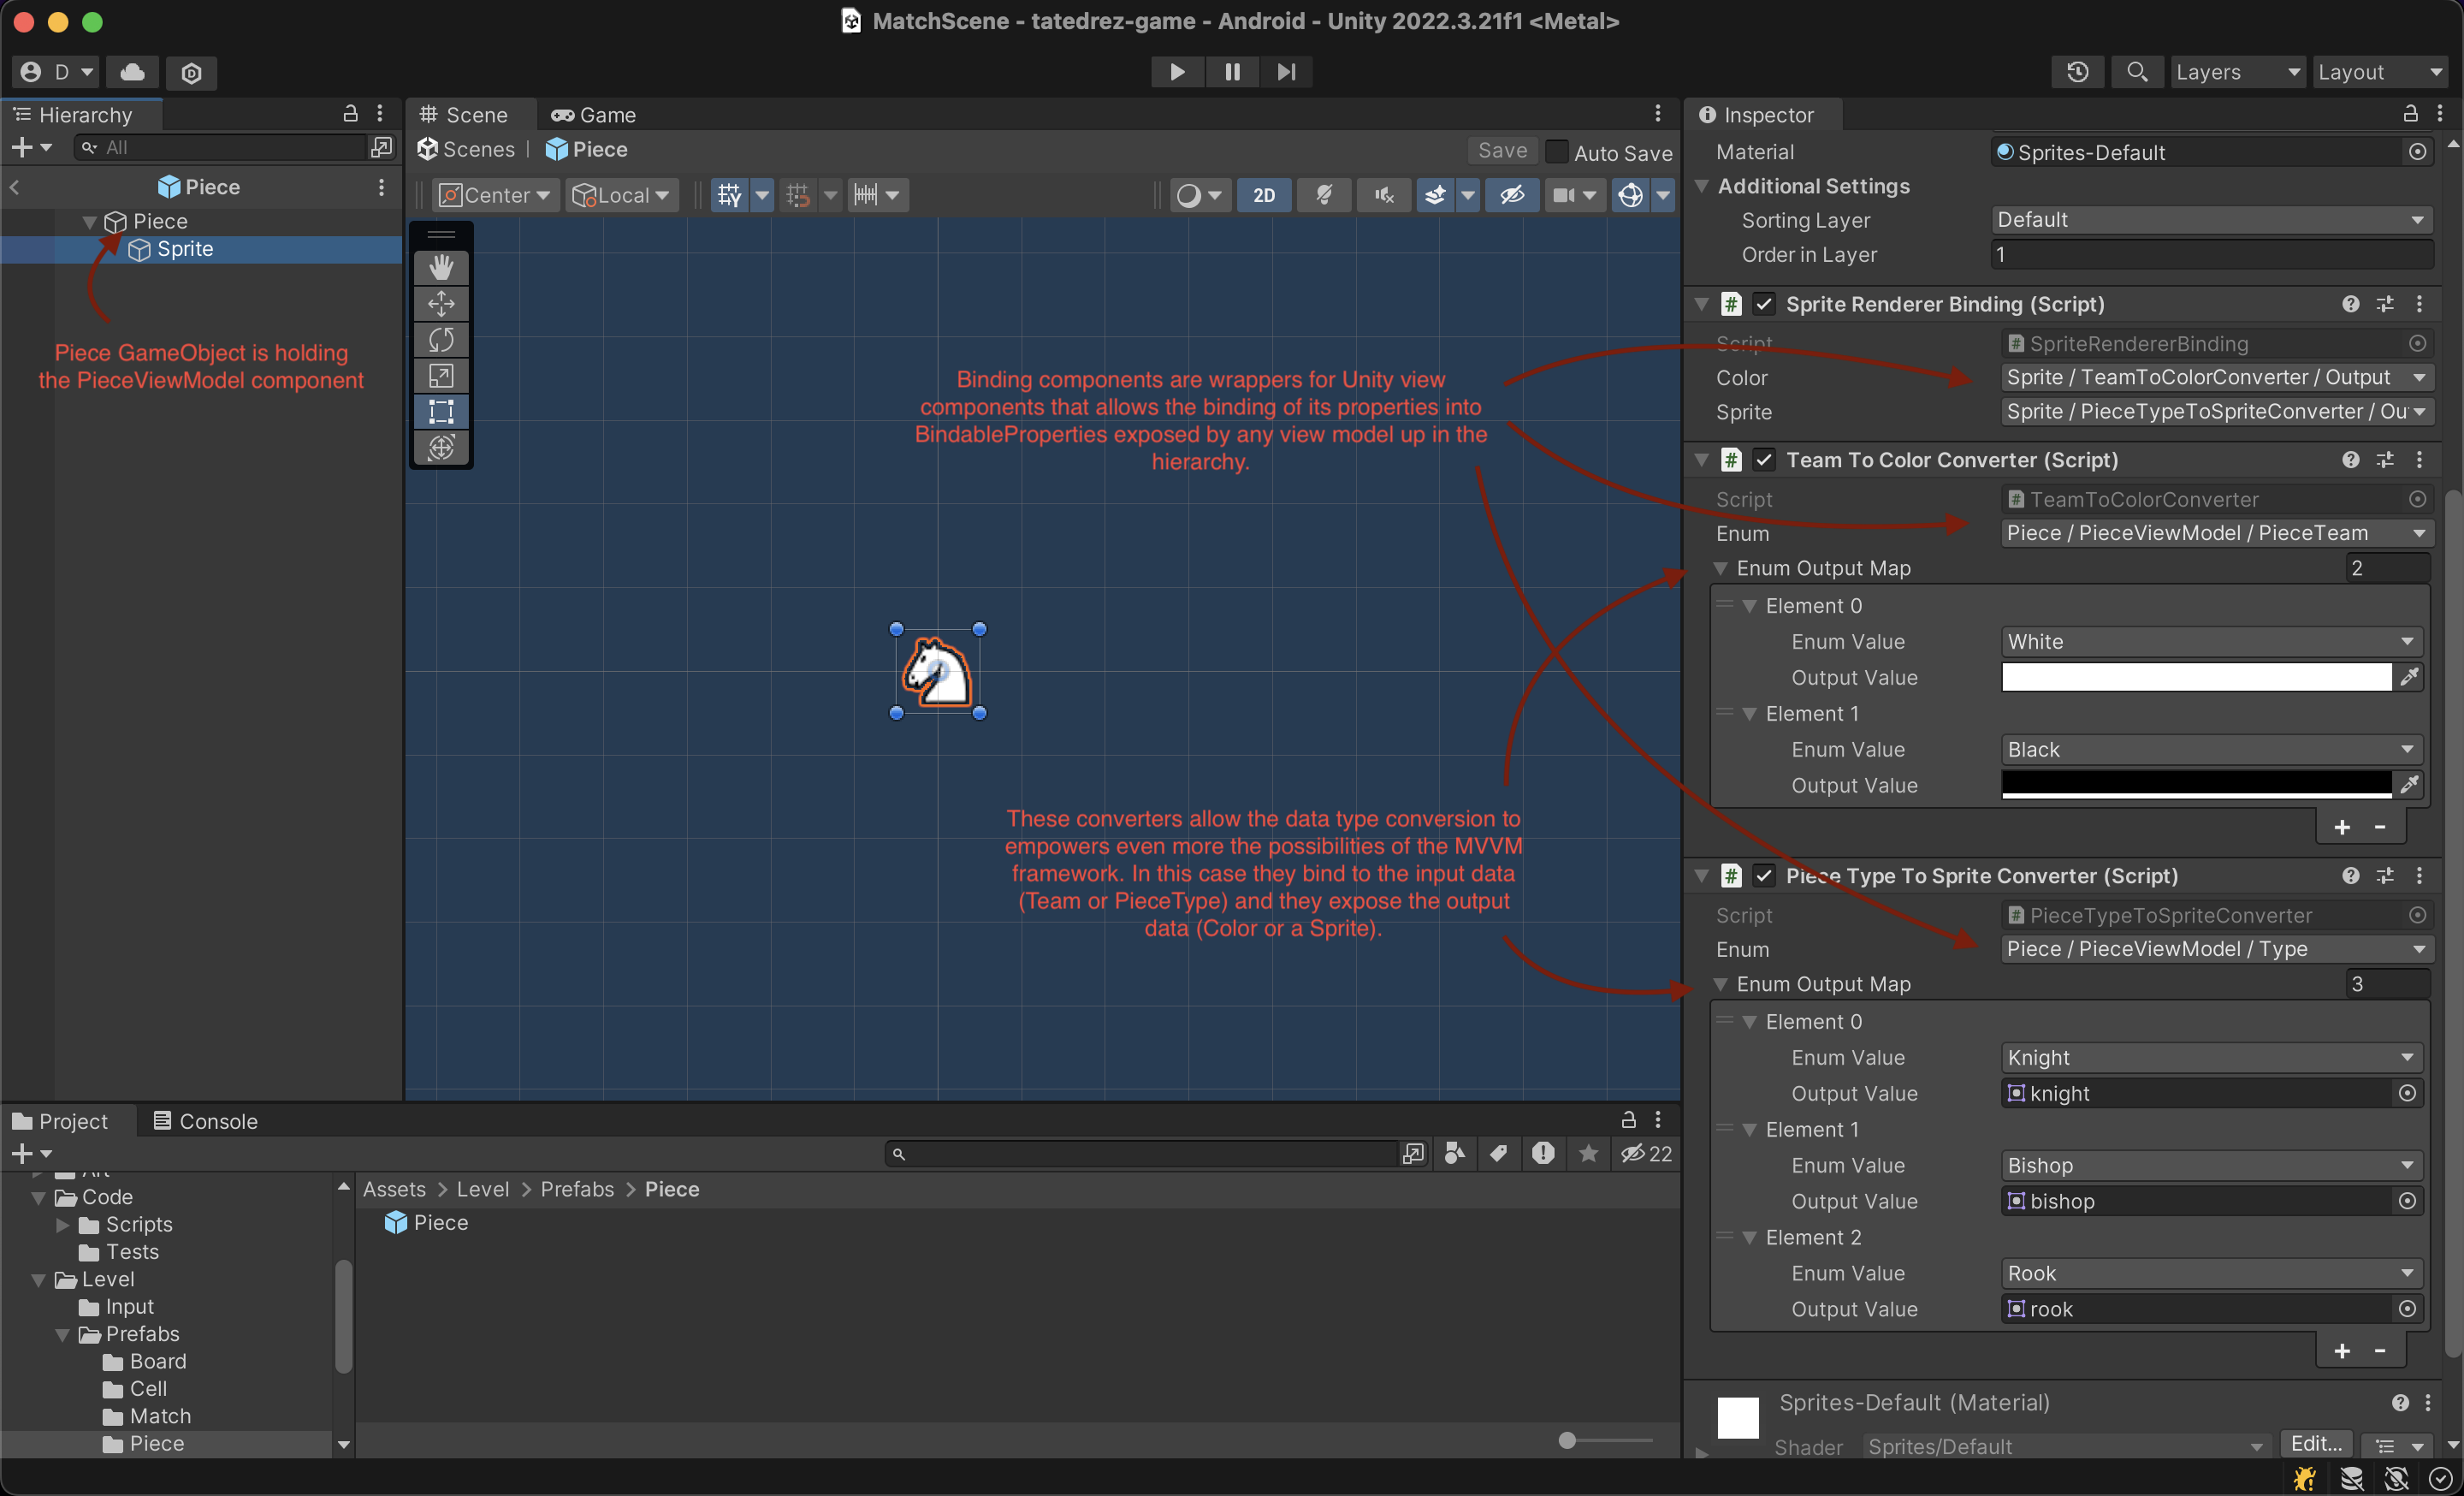 MatchScene - tatedrez-game - Android - Unity 2022.3.21f1 <Metal>
D
Layers
Layout
Hierarchy
All
Piece
Piece
Sprite
Piece GameObject is holding
the PieceViewModel component
Scene
Game
Scenes | Piece
Save
Auto Save
Center
Local
2D
Binding components are wrappers for Unity view
components that allows the binding of its properties into
BindableProperties exposed by any view model up in the
hierarchy.
These converters allow the data type conversion to
empowers even more the possibilities of the MVVM
framework. In this case they bind to the input data
(Team or PieceType) and they expose the output
data (Color or a Sprite).
Inspector
Material Sprites-Default
Additional Settings
Sorting Layer Default
Order in Layer 1
# Sprite Renderer Binding (Script)
Script # SpriteRendererBinding
Color Sprite / TeamToColorConverter / Output
Sprite Sprite / PieceTypeToSpriteConverter / Ou
# Team To Color Converter (Script)
Script # TeamToColorConverter
Enum Piece / PieceViewModel / PieceTeam
Enum Output Map 2
Element 0
Enum Value White
Output Value
Element 1
Enum Value Black
Output Value
+ -
# Piece Type To Sprite Converter (Script)
Script # PieceTypeToSpriteConverter
Enum Piece / PieceViewModel / Type
Enum Output Map 3
Element 0
Enum Value Knight
Output Value knight
Element 1
Enum Value Bishop
Output Value bishop
Element 2
Enum Value Rook
Output Value rook
+ -
Sprites-Default (Material)
Shader Sprites/Default Edit...
Project
Console
22
Art
Code
Scripts
Tests
Level
Input
Prefabs
Board
Cell
Match
Piece
Assets > Level > Prefabs > Piece
Piece